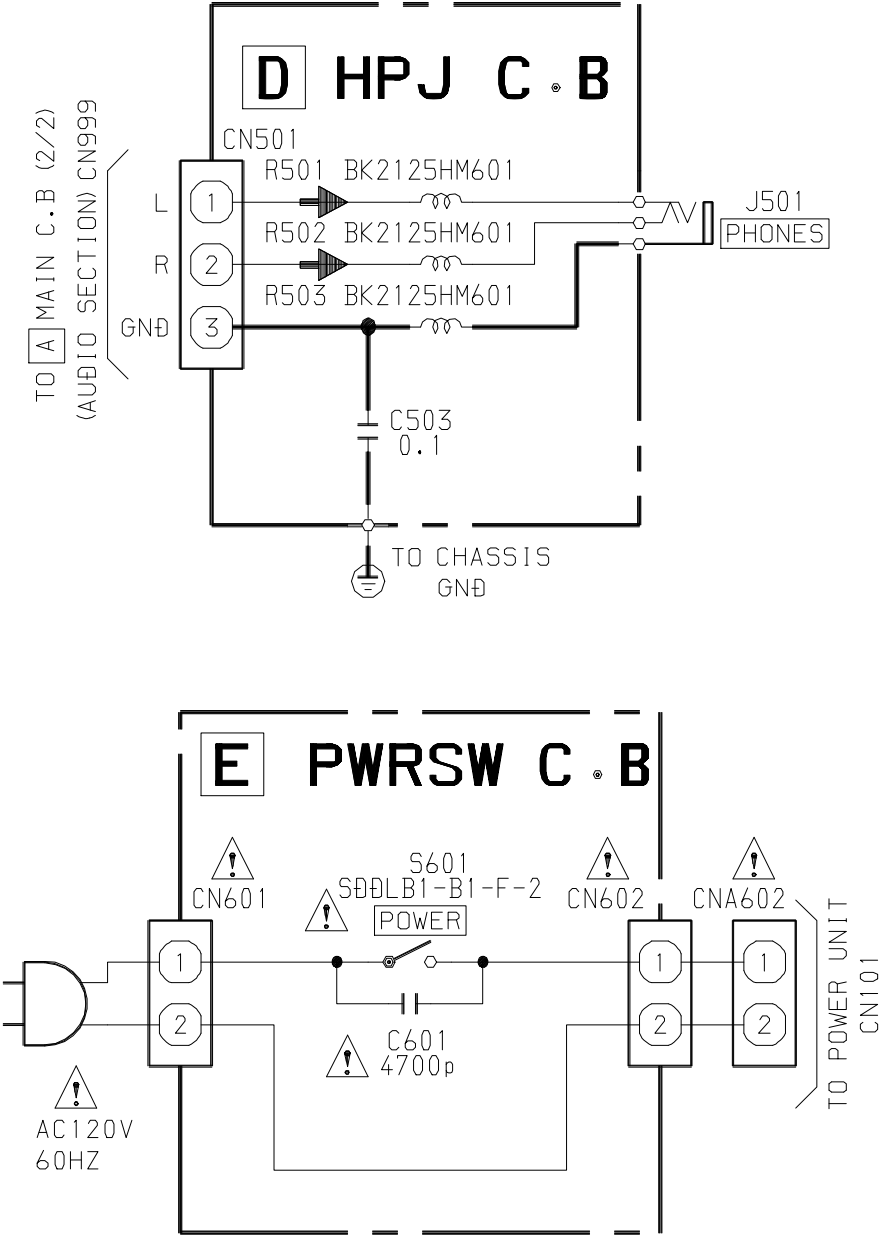 D HPJ C.B
TO A MAIN C.B (2/2)
(AUDIO SECTION) CN999
CN501
R501 BK2125HM601
L 1
J501
PHONES
R502 BK2125HM601
R 2
R503 BK2125HM601
GND 3
C503
0.1
TO CHASSIS
GND
E PWRSW C.B
S601
SDDLB1-B1-F-2
POWER
CN601
CN602
CNA602
1
1
1
2
2
2
C601
4700p
TO POWER UNIT
CN101
AC120V
60HZ